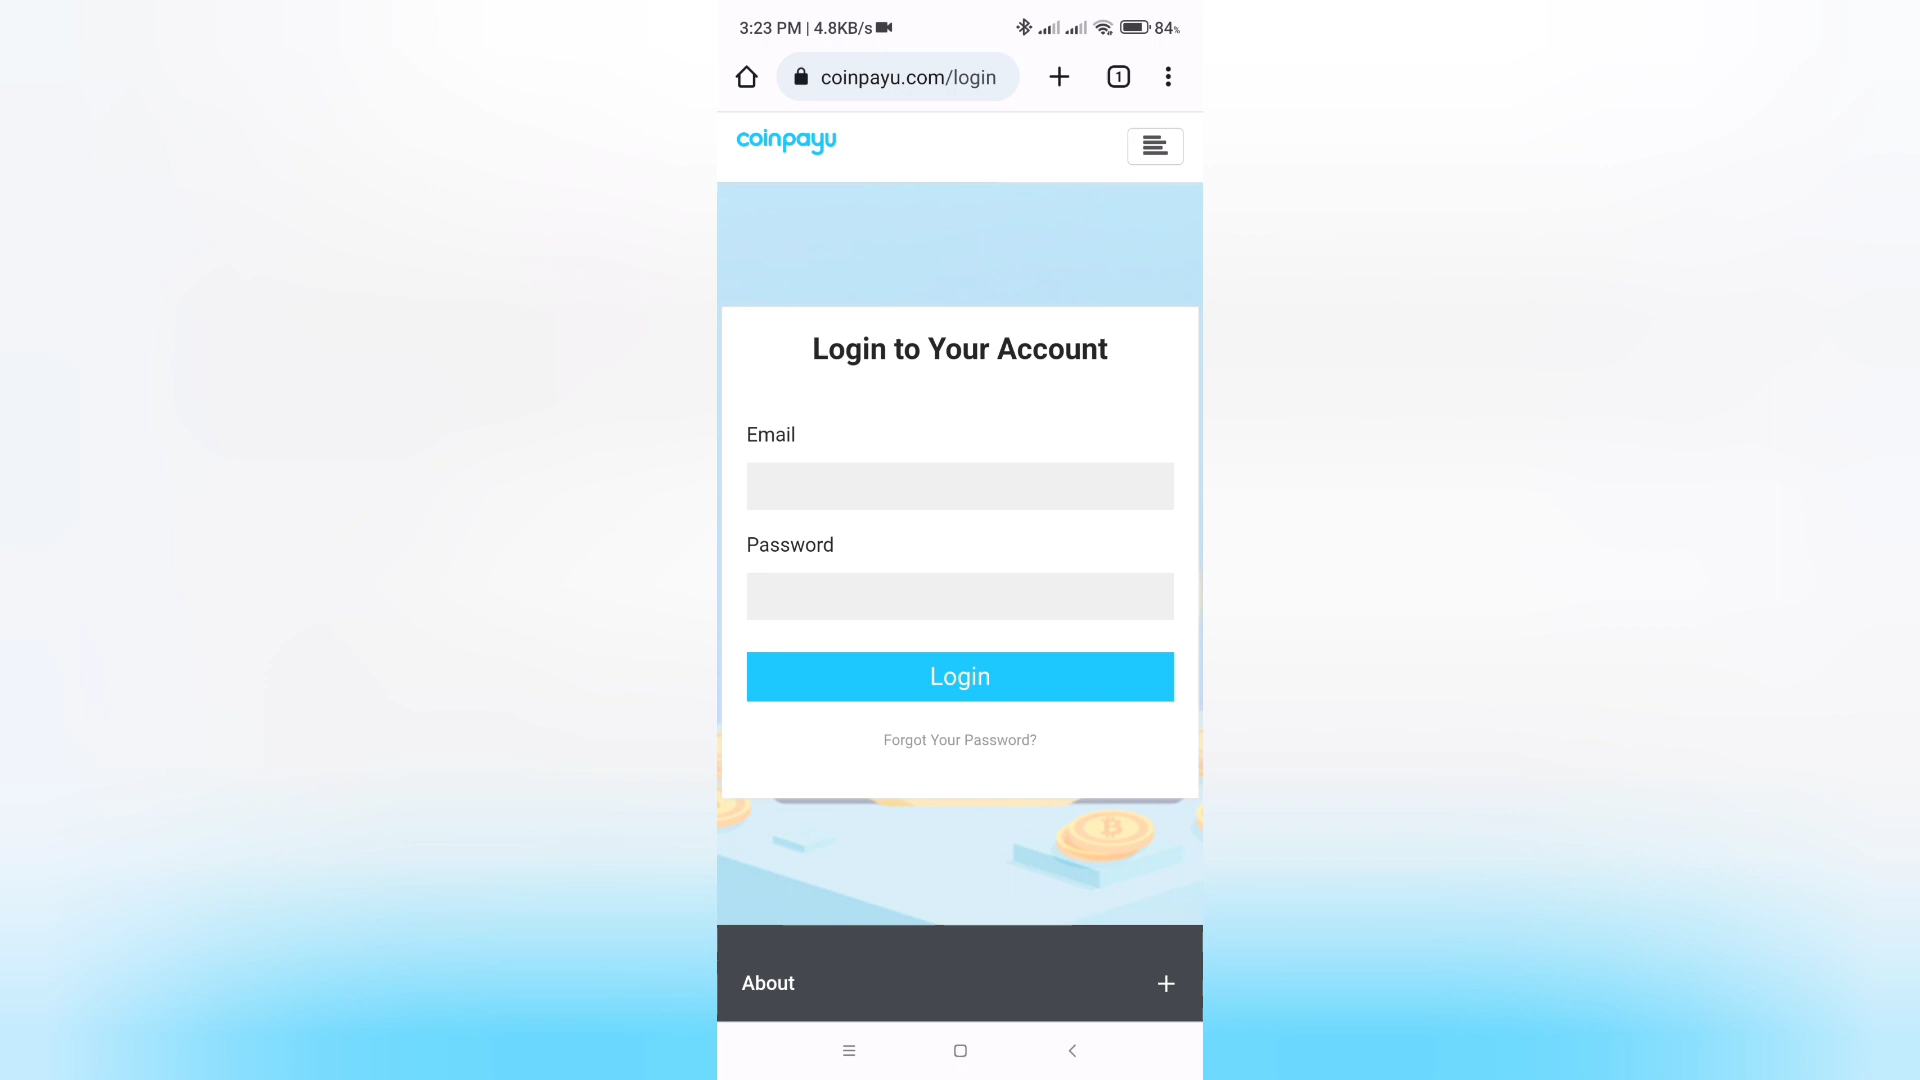 3:23 PM | 4.8KB/s 84%
coinpayu.com/login 1
coinpayu
Login to Your Account
Email
Password
Login
Forgot Your Password?
About +